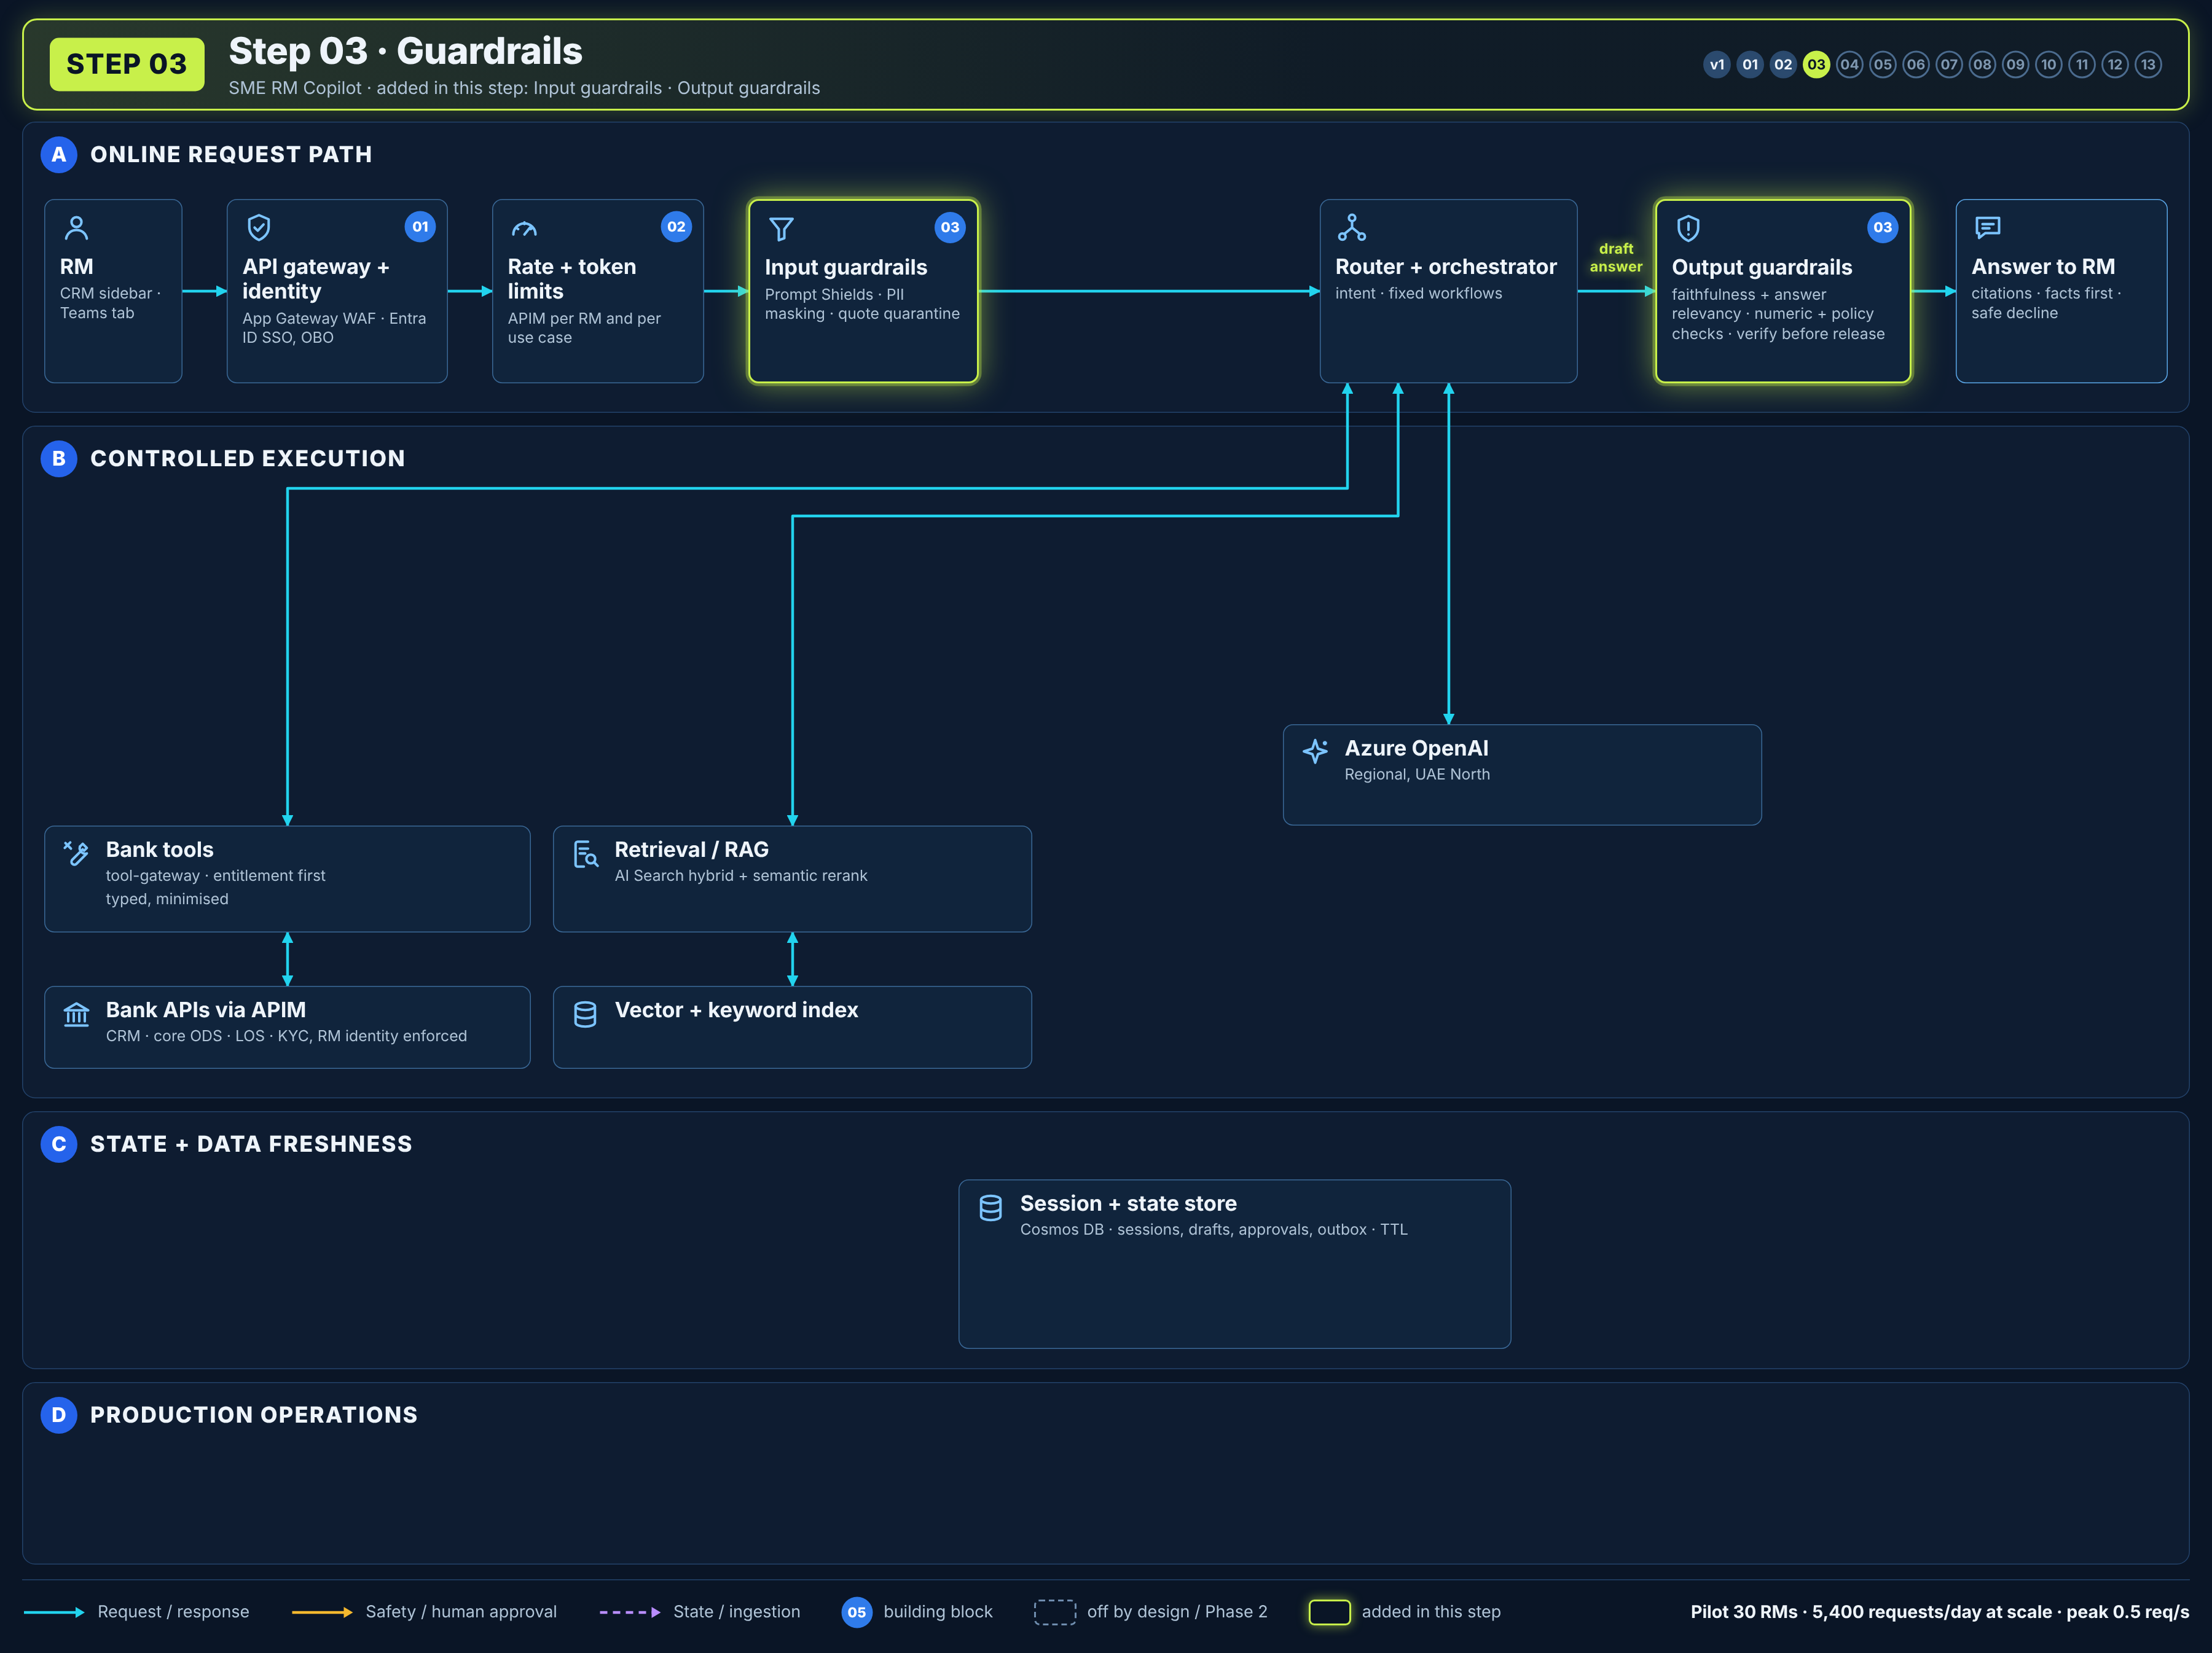 STEP 03
Step 03 · Guardrails
SME RM Copilot · added in this step: Input guardrails · Output guardrails
v1 01 02 03 04 05 06 07 08 09 10 11 12 13
A ONLINE REQUEST PATH
RM
CRM sidebar ·
Teams tab
01
API gateway +
identity
App Gateway WAF · Entra
ID SSO, OBO
02
Rate + token
limits
APIM per RM and per
use case
03
Input guardrails
Prompt Shields · PII
masking · quote quarantine
Router + orchestrator
intent · fixed workflows
draft
answer
03
Output guardrails
faithfulness + answer
relevancy · numeric + policy
checks · verify before release
Answer to RM
citations · facts first ·
safe decline
B CONTROLLED EXECUTION
Azure OpenAI
Regional, UAE North
Bank tools
tool-gateway · entitlement first
typed, minimised
Retrieval / RAG
AI Search hybrid + semantic rerank
Bank APIs via APIM
CRM · core ODS · LOS · KYC, RM identity enforced
Vector + keyword index
C STATE + DATA FRESHNESS
Session + state store
Cosmos DB · sessions, drafts, approvals, outbox · TTL
D PRODUCTION OPERATIONS
Request / response
Safety / human approval
State / ingestion
05 building block
off by design / Phase 2
added in this step
Pilot 30 RMs · 5,400 requests/day at scale · peak 0.5 req/s